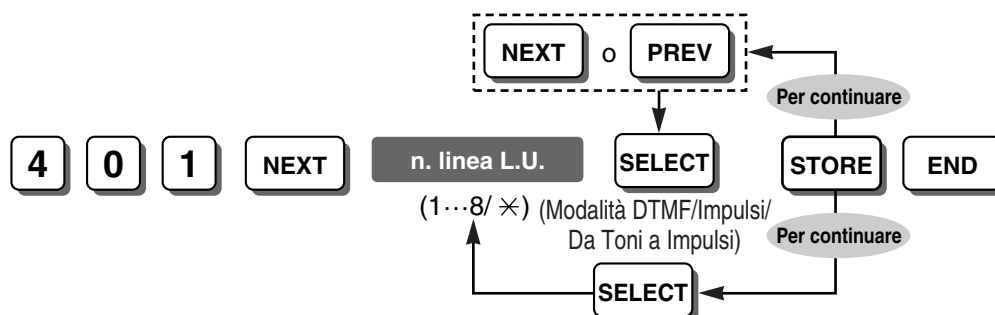 NEXT o PREV
Per continuare
4 0 1 NEXT n. linea L.U. SELECT STORE END
(1···8/ ✳) (Modalità DTMF/Impulsi/
Da Toni a Impulsi)
Per continuare
SELECT